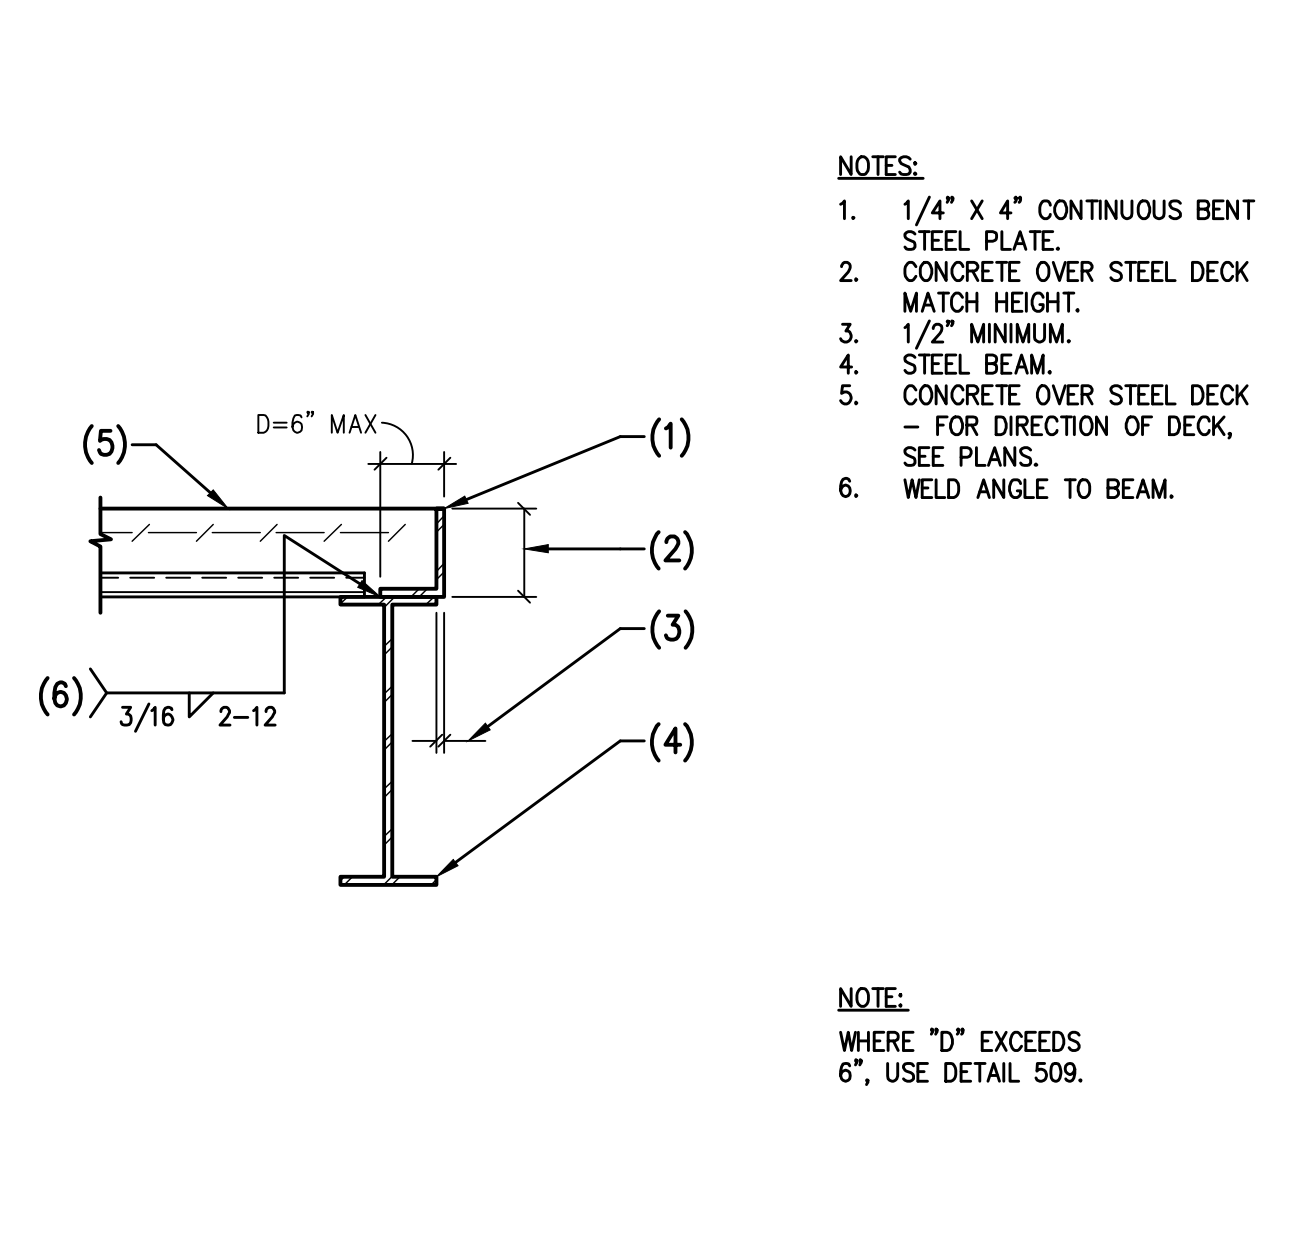 NOTES:
1. 1/4” X 4” CONTINUOUS BENT
STEEL PLATE.
2. CONCRETE OVER STEEL DECK
MATCH HEIGHT.
3. 1/2” MINIMUM.
4. STEEL BEAM.
5. CONCRETE OVER STEEL DECK
– FOR DIRECTION OF DECK,
SEE PLANS.
6. WELD ANGLE TO BEAM.
D=6” MAX
(5)
(1)
(2)
(3)
(6)
3/16 2–12
(4)
NOTE:
WHERE ”D” EXCEEDS
6”, USE DETAIL 509.